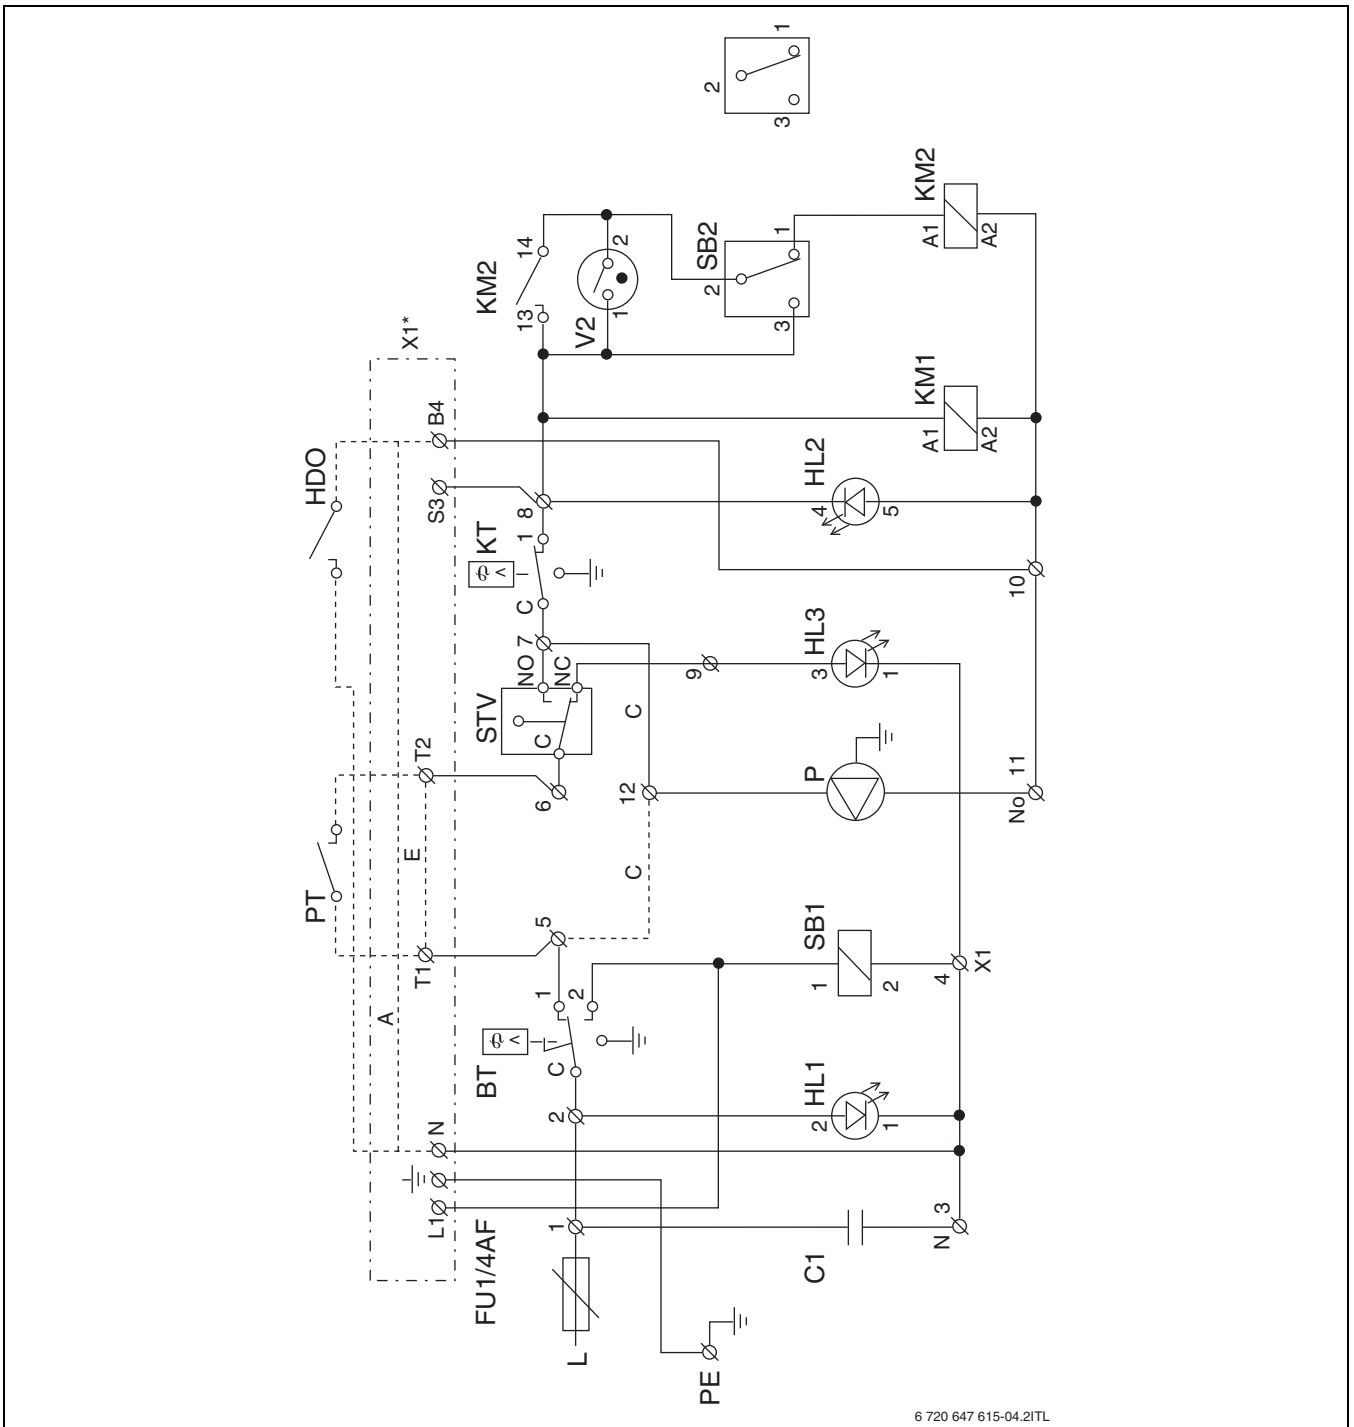 1
2
3
KM2
14
13
V2
2
1
SB2
1
2
3
KM2
A1
A2
X1*
HDO
B4
S3
8
1
KT
ϑ <
C
HL2
4
5
KM1
A1
A2
10
NO
7
NC
STV
C
9
HL3
3
1
C
T2
6
12
P
No
11
PT
E
T1
5
C
A
1
2
BT
ϑ <
C
SB1
1
2
4
X1
N
2
HL1
2
1
L1
FU1/4AF
1
L
C1
N
3
PE
6 720 647 615-04.2ITL